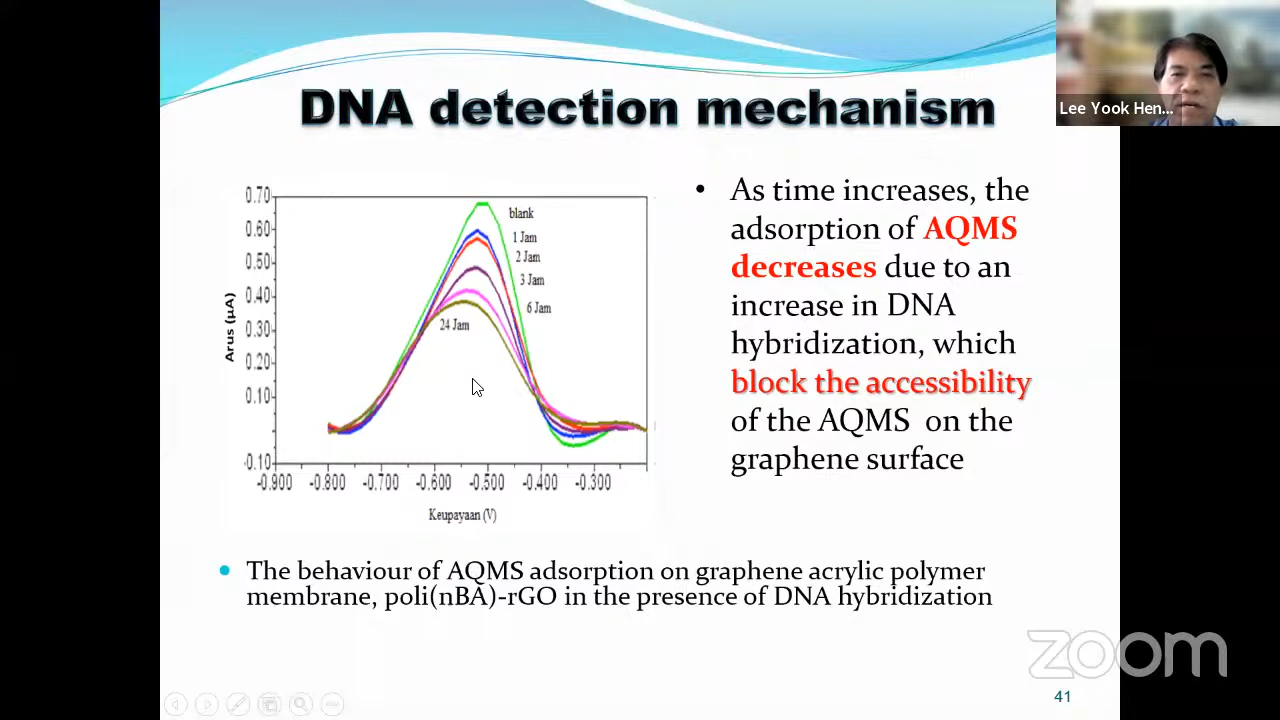 DNA detection mechanism
Lee Yook Hen...
0.70
0.60
0.50
0.40
0.30
0.20
0.10
-0.10
Arus (µA)
blank
1 Jam
2 Jam
3 Jam
6 Jam
24 Jam
-0.900 -0.800 -0.700 -0.600 -0.500 -0.400 -0.300
Keupayaan (V)
• As time increases, the
adsorption of AQMS
decreases due to an
increase in DNA
hybridization, which
block the accessibility
of the AQMS on the
graphene surface
• The behaviour of AQMS adsorption on graphene acrylic polymer
membrane, poli(nBA)-rGO in the presence of DNA hybridization
zoom
41